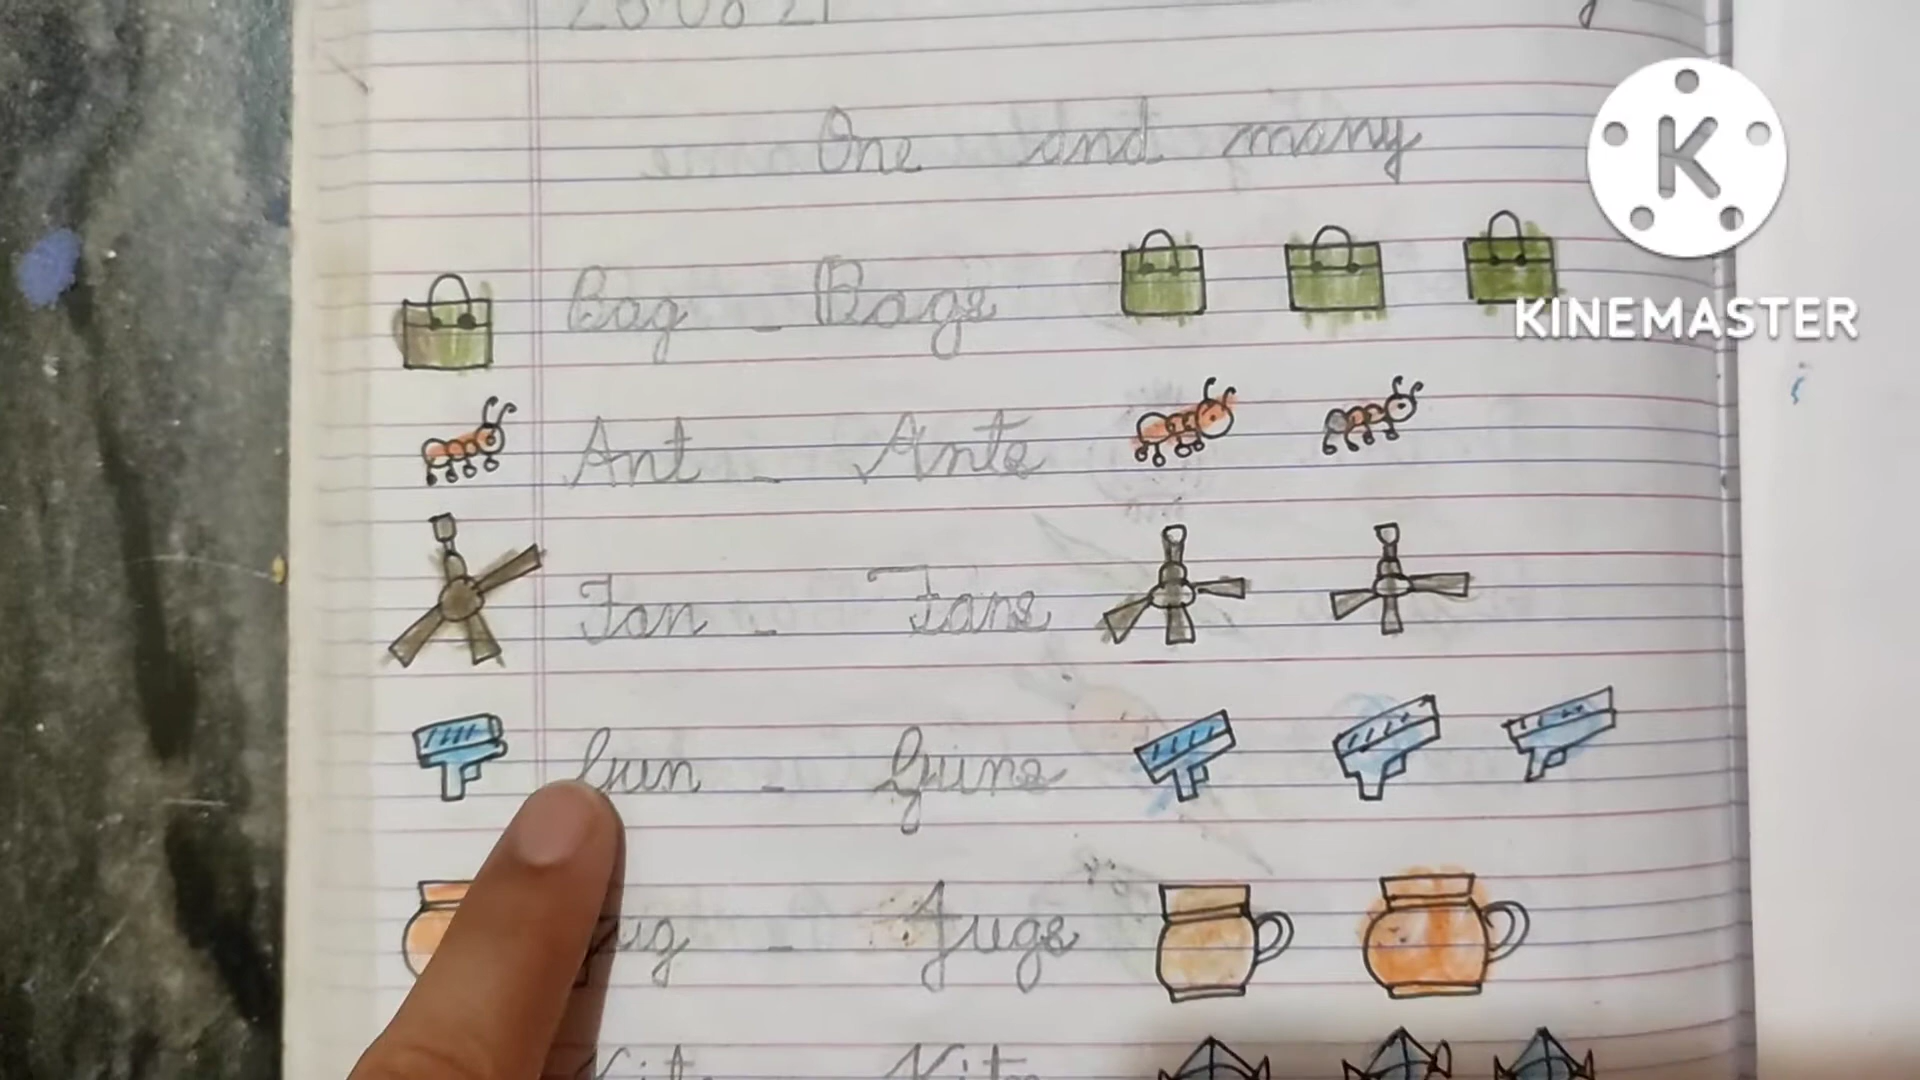 One and many
K
KINEMASTER
Bag - Bags
Ant - Ants
Fan - Fans
Gun - Guns
- Jugs